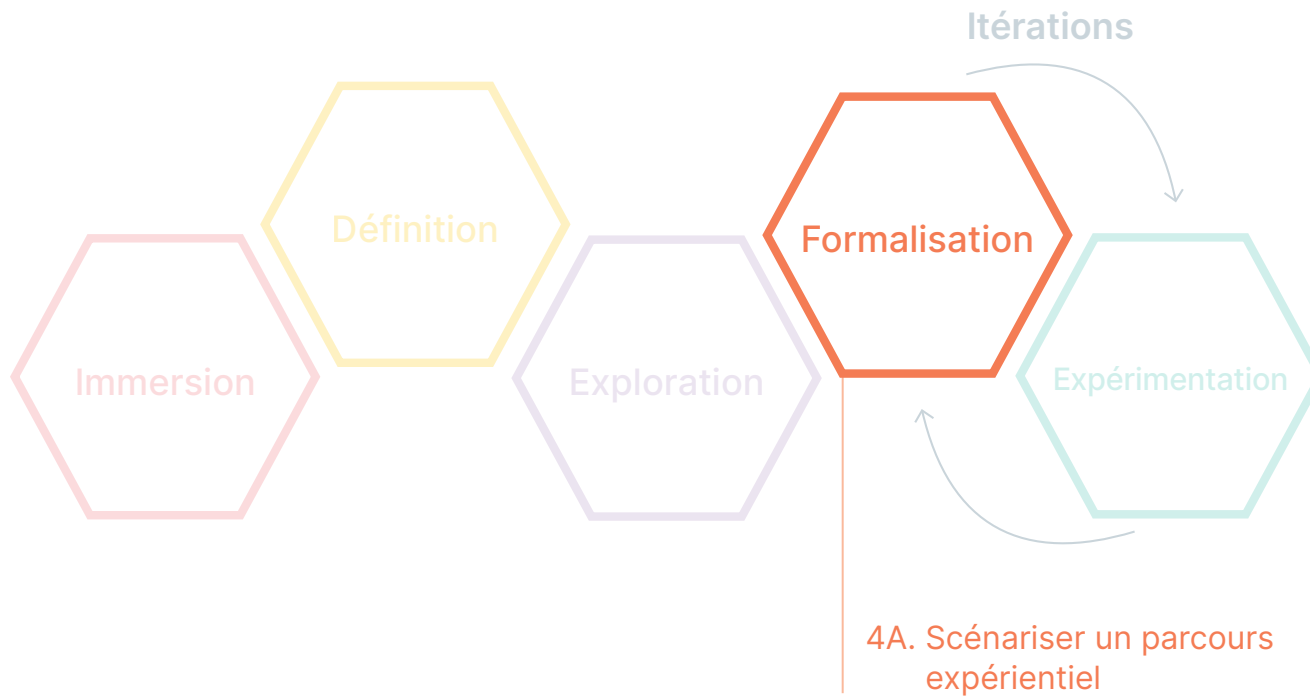 Itérations
Définition
Formalisation
Immersion
Exploration
Expérimentation
4A. Scénariser un parcours
expérientiel